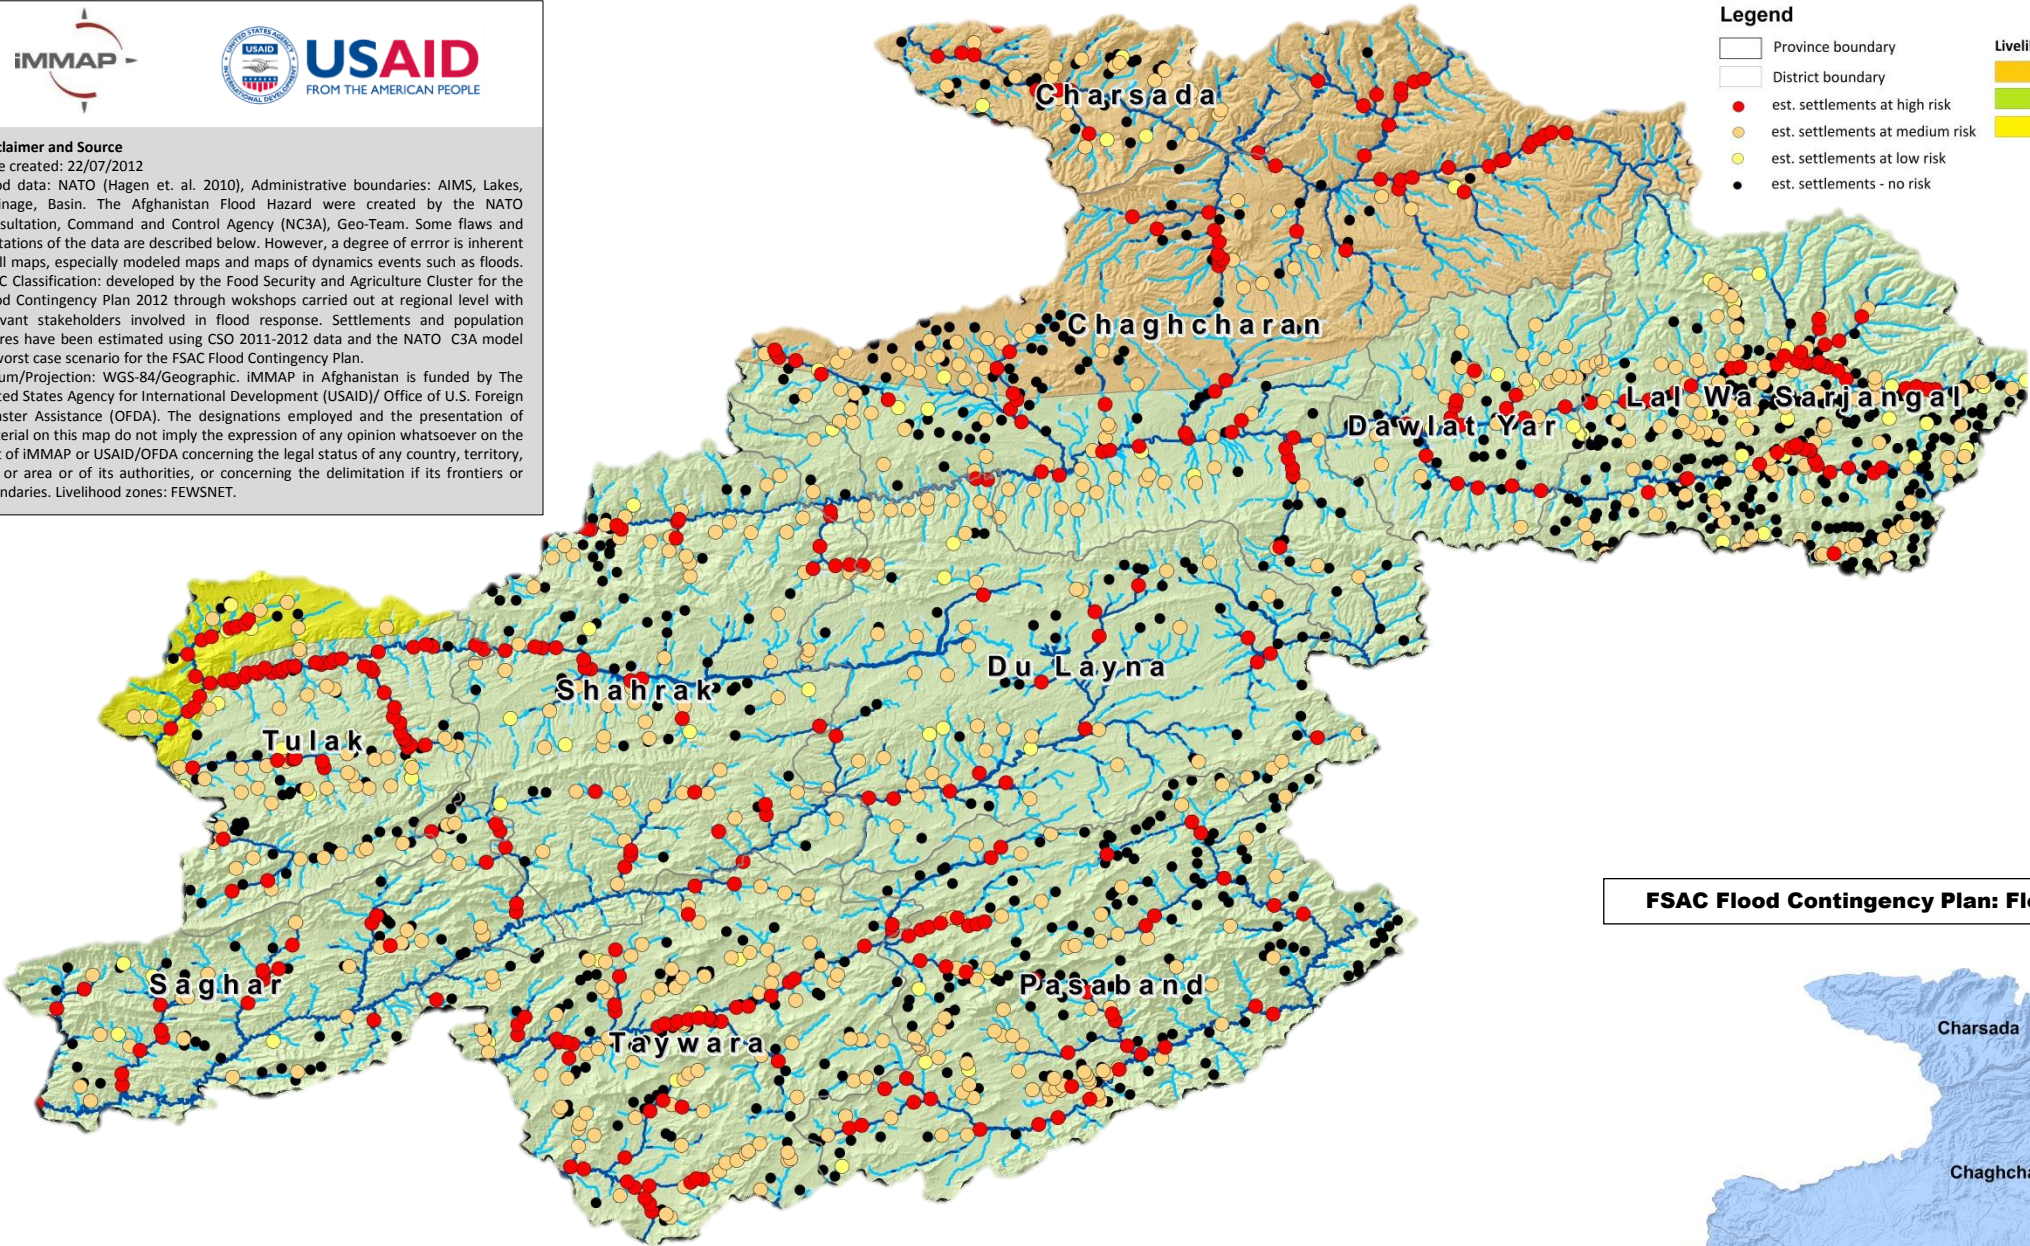 iMMAP
UNITED STATES AGENCY
USAID
INTERNATIONAL DEVELOPMENT
USAID
FROM THE AMERICAN PEOPLE
claimer and Source
e created: 22/07/2012
od data: NATO (Hagen et. al. 2010), Administrative boundaries: AIMS, Lakes,
inage, Basin. The Afghanistan Flood Hazard were created by the NATO
sultation, Command and Control Agency (NC3A), Geo-Team. Some flaws and
tations of the data are described below. However, a degree of errror is inherent
ll maps, especially modeled maps and maps of dynamics events such as floods.
C Classification: developed by the Food Security and Agriculture Cluster for the
od Contingency Plan 2012 through wokshops carried out at regional level with
vant stakeholders involved in flood response. Settlements and population
res have been estimated using CSO 2011-2012 data and the NATO C3A model
worst case scenario for the FSAC Flood Contingency Plan.
um/Projection: WGS-84/Geographic. iMMAP in Afghanistan is funded by The
ted States Agency for International Development (USAID)/ Office of U.S. Foreign
aster Assistance (OFDA). The designations employed and the presentation of
terial on this map do not imply the expression of any opinion whatsoever on the
t of iMMAP or USAID/OFDA concerning the legal status of any country, territory,
or area or of its authorities, or concerning the delimitation if its frontiers or
ndaries. Livelihood zones: FEWSNET.
Legend
Province boundary
District boundary
est. settlements at high risk
est. settlements at medium risk
est. settlements at low risk
est. settlements - no risk
Liveli
Charsada
Chaghcharan
Lal Wa Sarjangal
Dawlat Yar
Du Layna
Shahrak
Tulak
Saghar
Pasaband
Taywara
FSAC Flood Contingency Plan: Flo
Charsada
Chaghcha